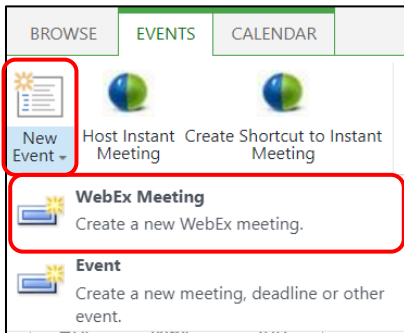 BROWSE EVENTS CALENDAR
New Event
Host Instant Meeting
Create Shortcut to Instant Meeting
WebEx Meeting
Create a new WebEx meeting.
Event
Create a new meeting, deadline or other
event.